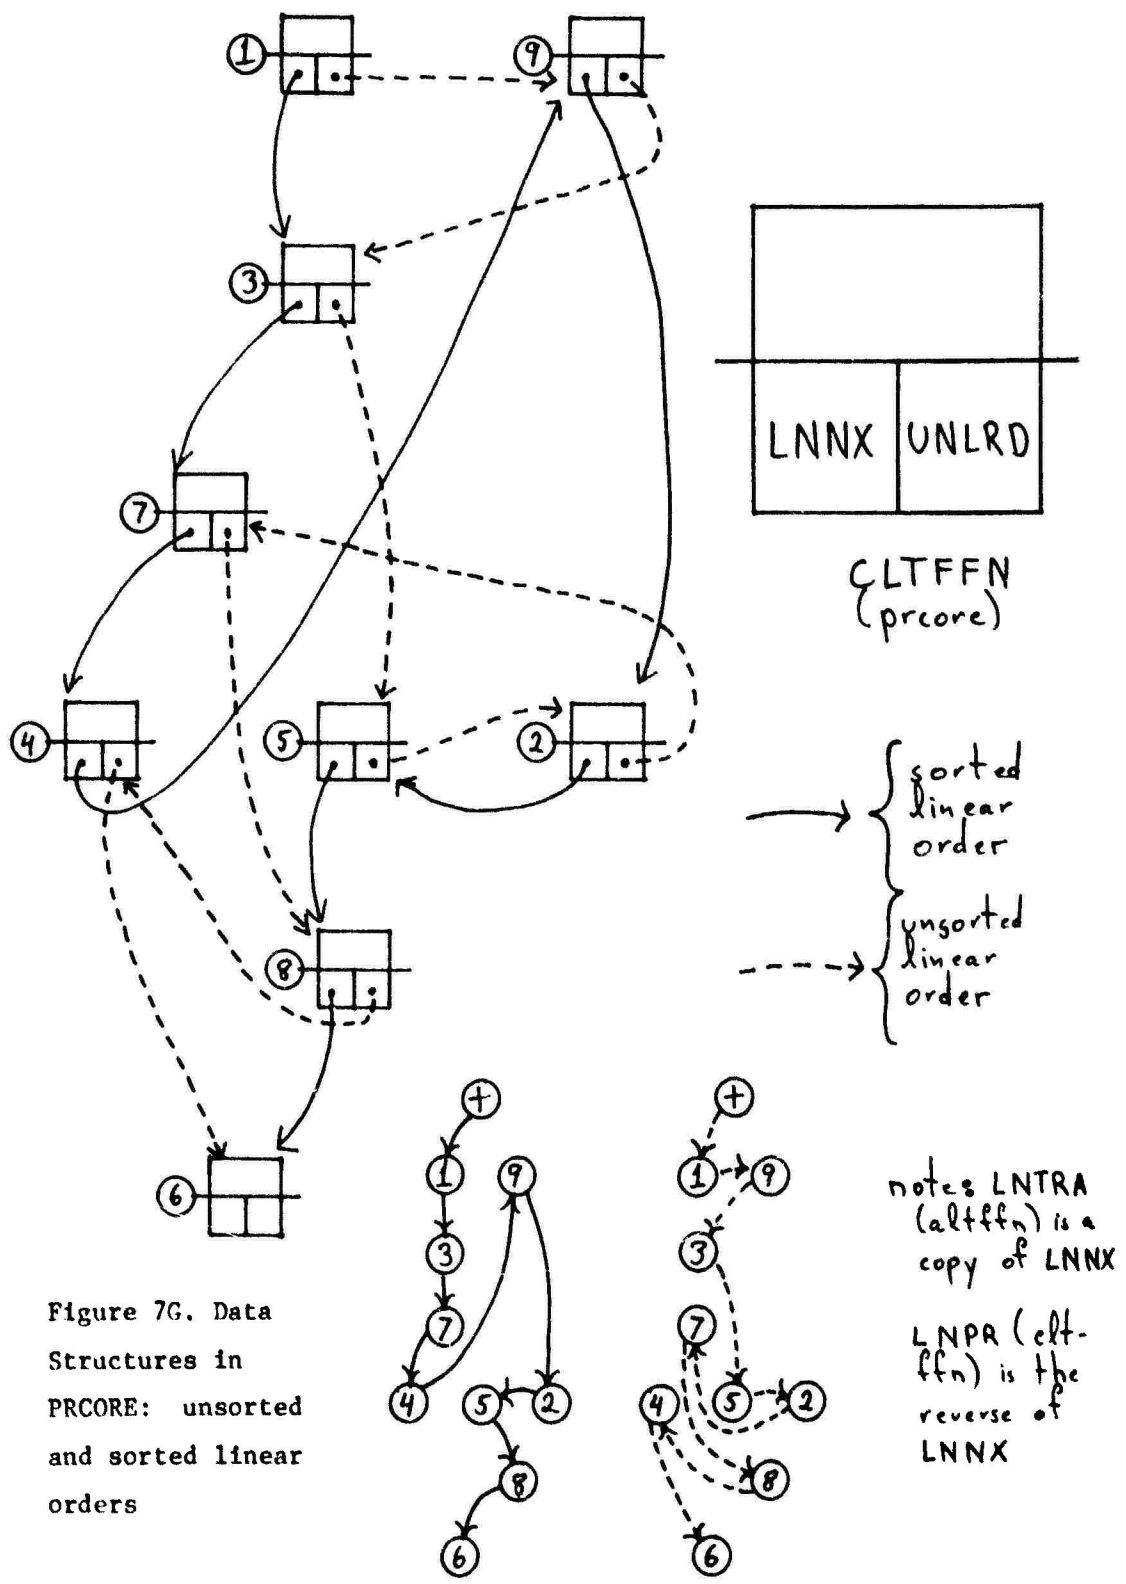 1
9
3
LNNX UNLRD
7
CLTFFN
(prcore)
4
5
2
sorted
linear
order
unsorted
linear
order
8
6
+
1
9
3
7
4
5
2
8
6
+
1
9
3
7
4
5
2
8
6
notes LNTRA
(altffn) is a
copy of LNNX
LNPR (clt-
ffn) is the
reverse of
LNNX
Figure 7G. Data
Structures in
PRCORE: unsorted
and sorted linear
orders